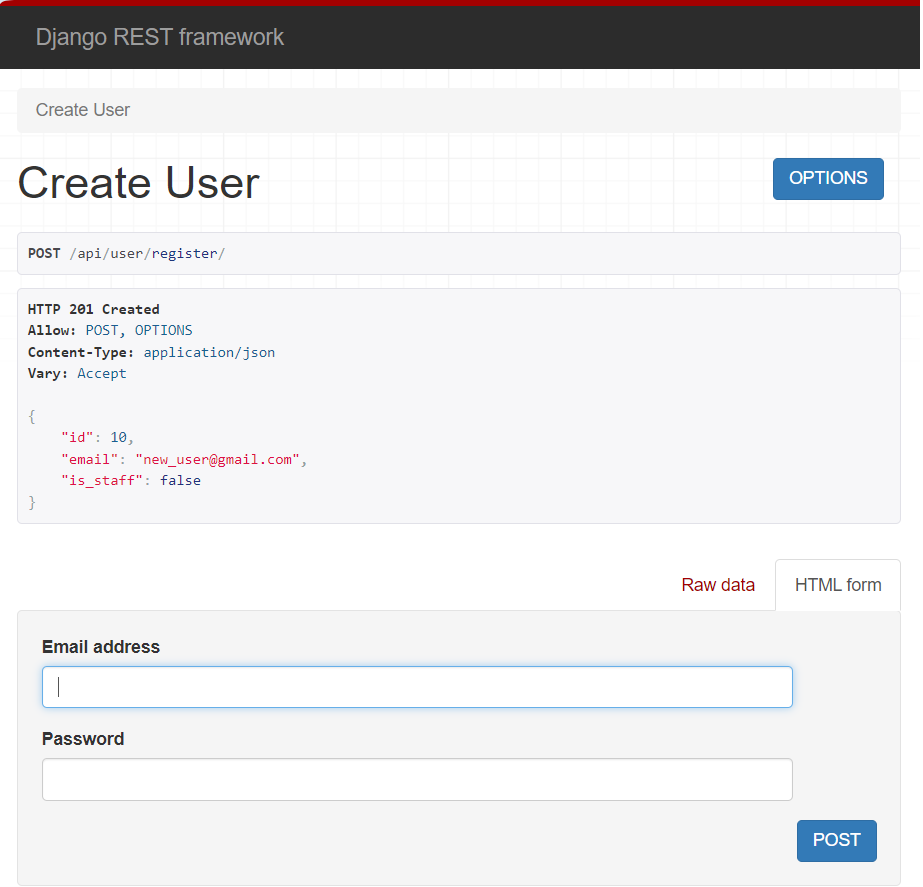 Django REST framework
Create User
Create User
OPTIONS
POST /api/user/register/
HTTP 201 Created
Allow: POST, OPTIONS
Content-Type: application/json
Vary: Accept
{
    "id": 10,
    "email": "new_user@gmail.com",
    "is_staff": false
}
Raw data
HTML form
Email address
Password
POST